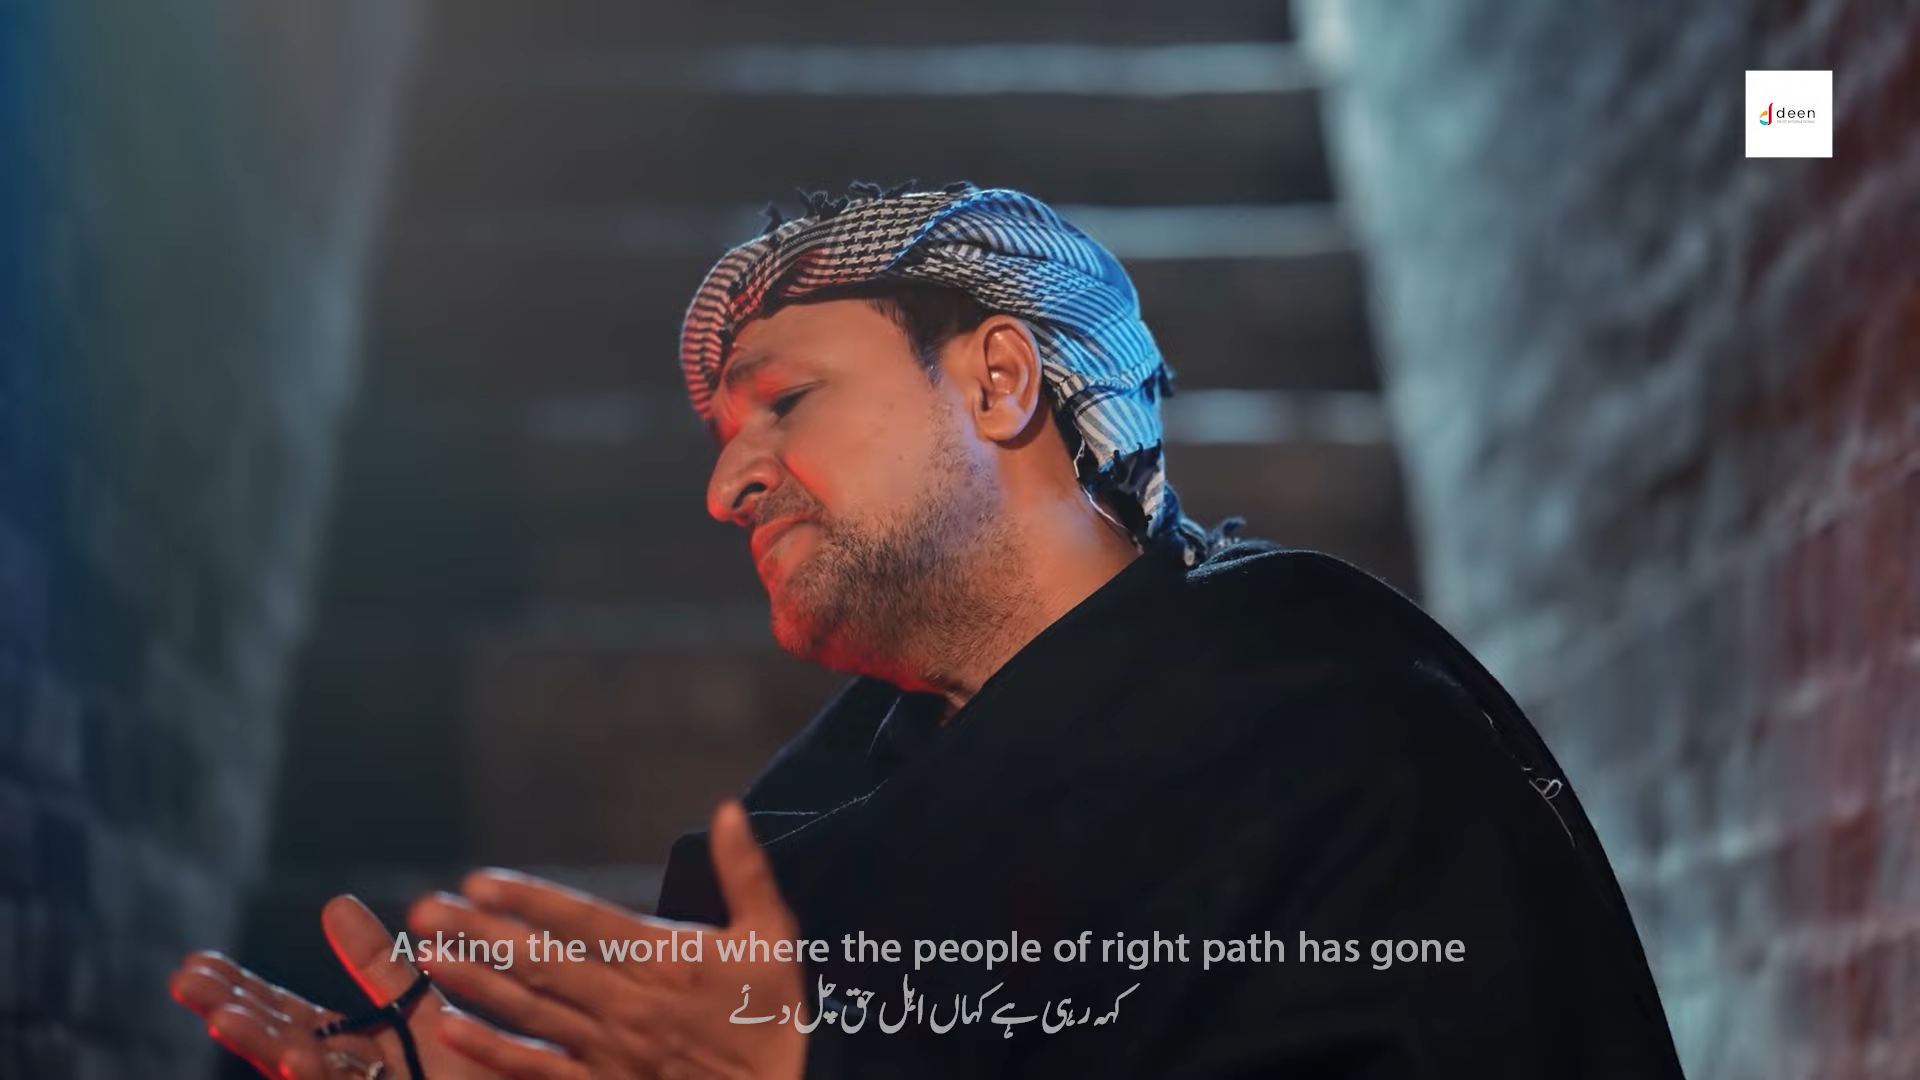 deen
Asking the world where the people of right path has gone
کہہ رہی ہے کہاں اہل حق چل دئے